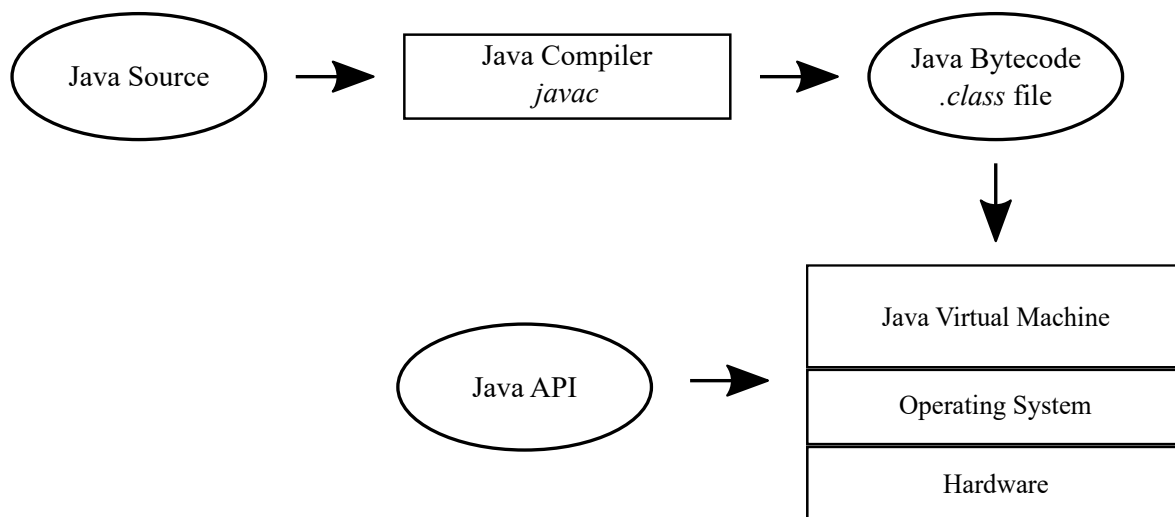 Java Source
Java Compiler
javac
Java Bytecode
.class file
Java Virtual Machine
Java API
Operating System
Hardware